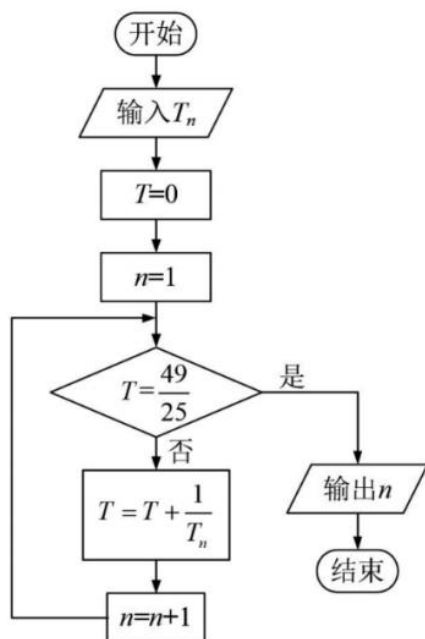 开始
输入Tₙ
T=0
n=1
T=49/25
是
否
T=T+1/Tₙ
输出n
n=n+1
结束